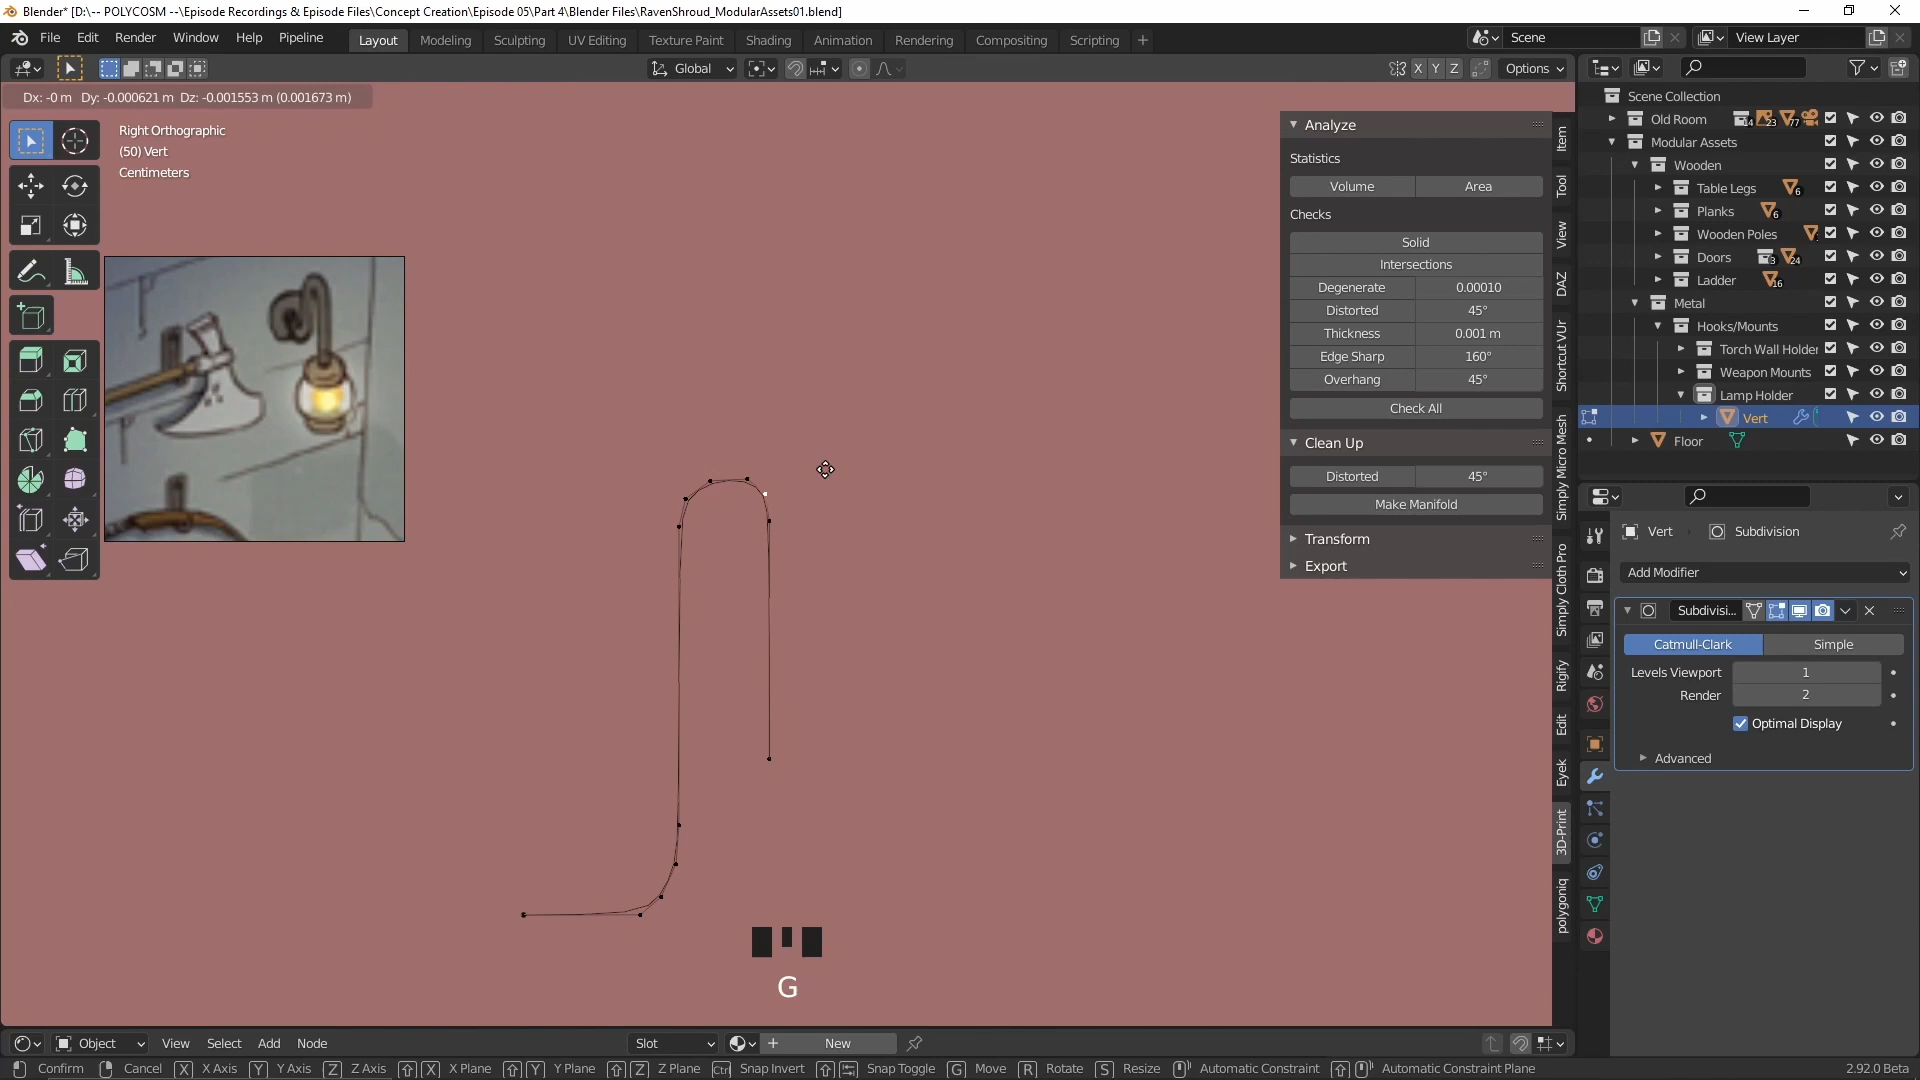 Blender* [D:\-- POLYCOSM --\Episode Recordings & Episode Files\Concept Creation\Episode 05\Part 4\Blender Files\RavenShroud_ModularAssets01.blend]
File Edit Render Window Help Pipeline Layout Modeling Sculpting UV Editing Texture Paint Shading Animation Rendering Compositing Scripting + Scene View Layer
Global X Y Z Options
Dx: -0 m Dy: -0.000621 m Dz: -0.001553 m (0.001673 m)
Right Orthographic
(50) Vert
Centimeters
Analyze
Statistics
Volume Area
Checks
Solid
Intersections
Degenerate 0.00010
Distorted 45°
Thickness 0.001 m
Edge Sharp 160°
Overhang 45°
Check All
Clean Up
Distorted 45°
Make Manifold
Transform
Export
Item
Tool
View
DAZ
Shortcut VUr
Simply Micro Mesh
Simply Cloth Pro
Rigify
Edit
Eyek
3D-Print
polygoniq
Scene Collection
Old Room 14 23 77
Modular Assets
Wooden
Table Legs 6
Planks 6
Wooden Poles
Doors 3 24
Ladder 16
Metal
Hooks/Mounts
Torch Wall Holder
Weapon Mounts
Lamp Holder
Vert
Floor
Vert Subdivision
Add Modifier
Subdivisi...
Catmull-Clark Simple
Levels Viewport 1
Render 2
Optimal Display
Advanced
G
Object View Select Add Node Slot New
Confirm Cancel X X Axis Y Y Axis Z Z Axis X X Plane Y Y Plane Z Z Plane Ctrl Snap Invert Snap Toggle G Move R Rotate S Resize Automatic Constraint Automatic Constraint Plane 2.92.0 Beta